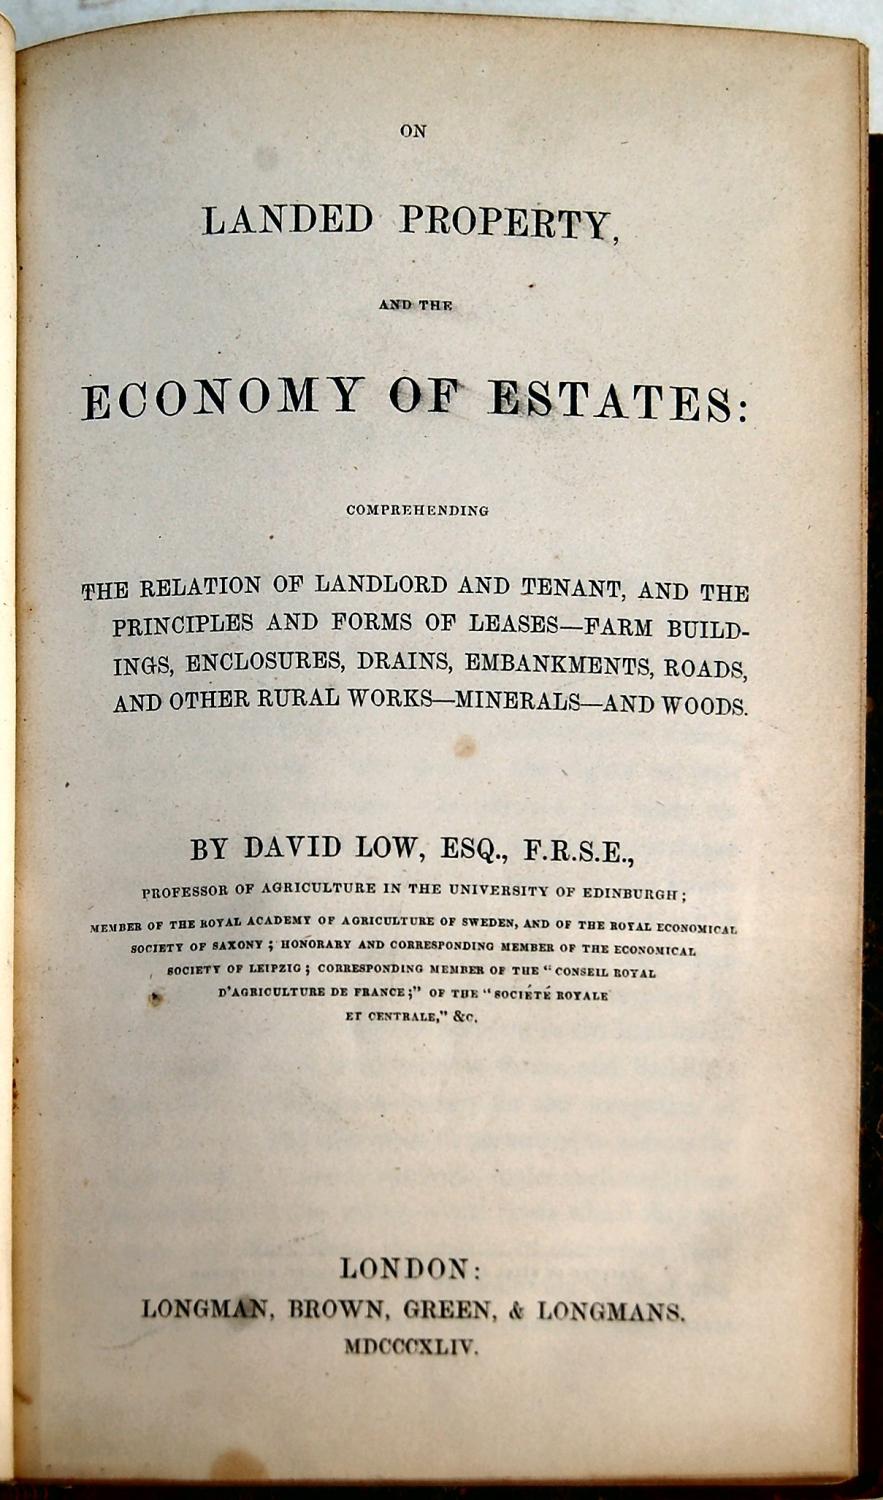 ON
LANDED PROPERTY,
AND THE
ECONOMY OF ESTATES:
COMPREHENDING
THE RELATION OF LANDLORD AND TENANT, AND THE
PRINCIPLES AND FORMS OF LEASES—FARM BUILD-
INGS, ENCLOSURES, DRAINS, EMBANKMENTS, ROADS,
AND OTHER RURAL WORKS—MINERALS—AND WOODS.
BY DAVID LOW, ESQ., F.R.S.E.,
PROFESSOR OF AGRICULTURE IN THE UNIVERSITY OF EDINBURGH;
MEMBER OF THE ROYAL ACADEMY OF AGRICULTURE OF SWEDEN, AND OF THE ROYAL ECONOMICAL
SOCIETY OF SAXONY; HONORARY AND CORRESPONDING MEMBER OF THE ECONOMICAL
SOCIETY OF LEIPZIG; CORRESPONDING MEMBER OF THE "CONSEIL ROYAL
D'AGRICULTURE DE FRANCE;" OF THE "SOCIÉTÉ ROYALE
ET CENTRALE," &C.
LONDON:
LONGMAN, BROWN, GREEN, & LONGMANS.
MDCCCXLIV.